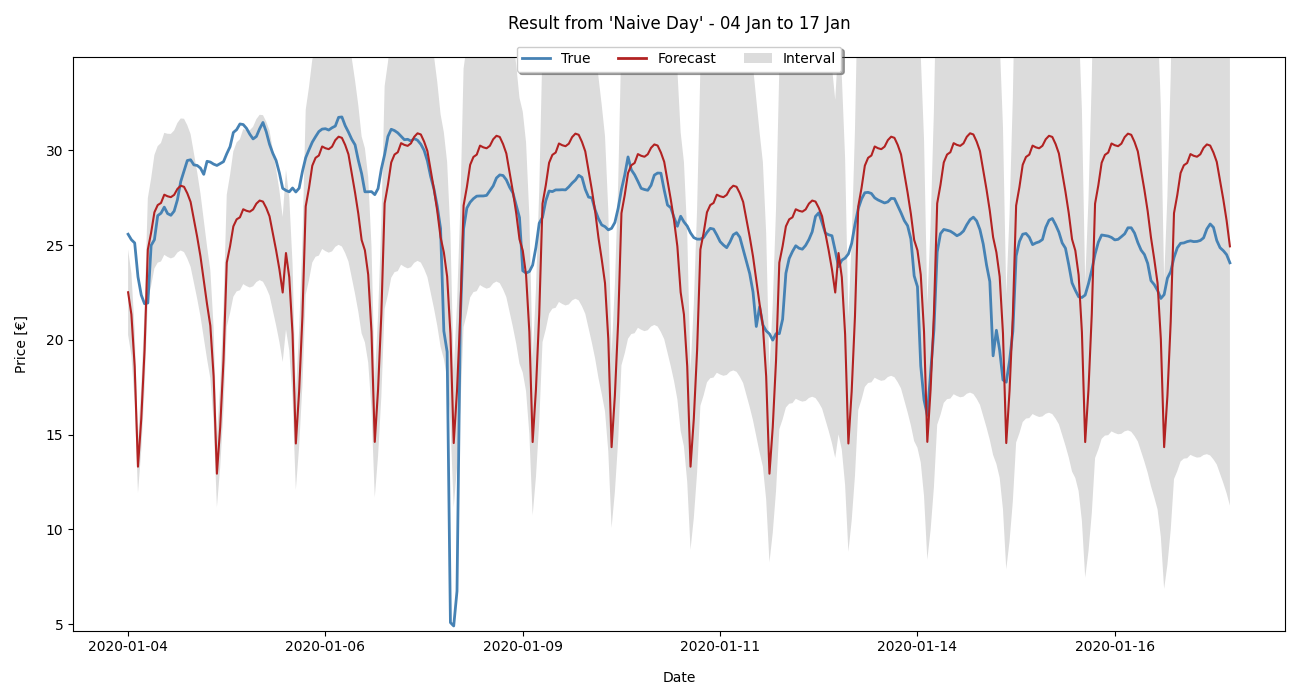 Result from 'Naive Day' - 04 Jan to 17 Jan
True Forecast Interval
Price [€]
30
25
20
15
10
5
2020-01-04 2020-01-06 2020-01-09 2020-01-11 2020-01-14 2020-01-16
Date